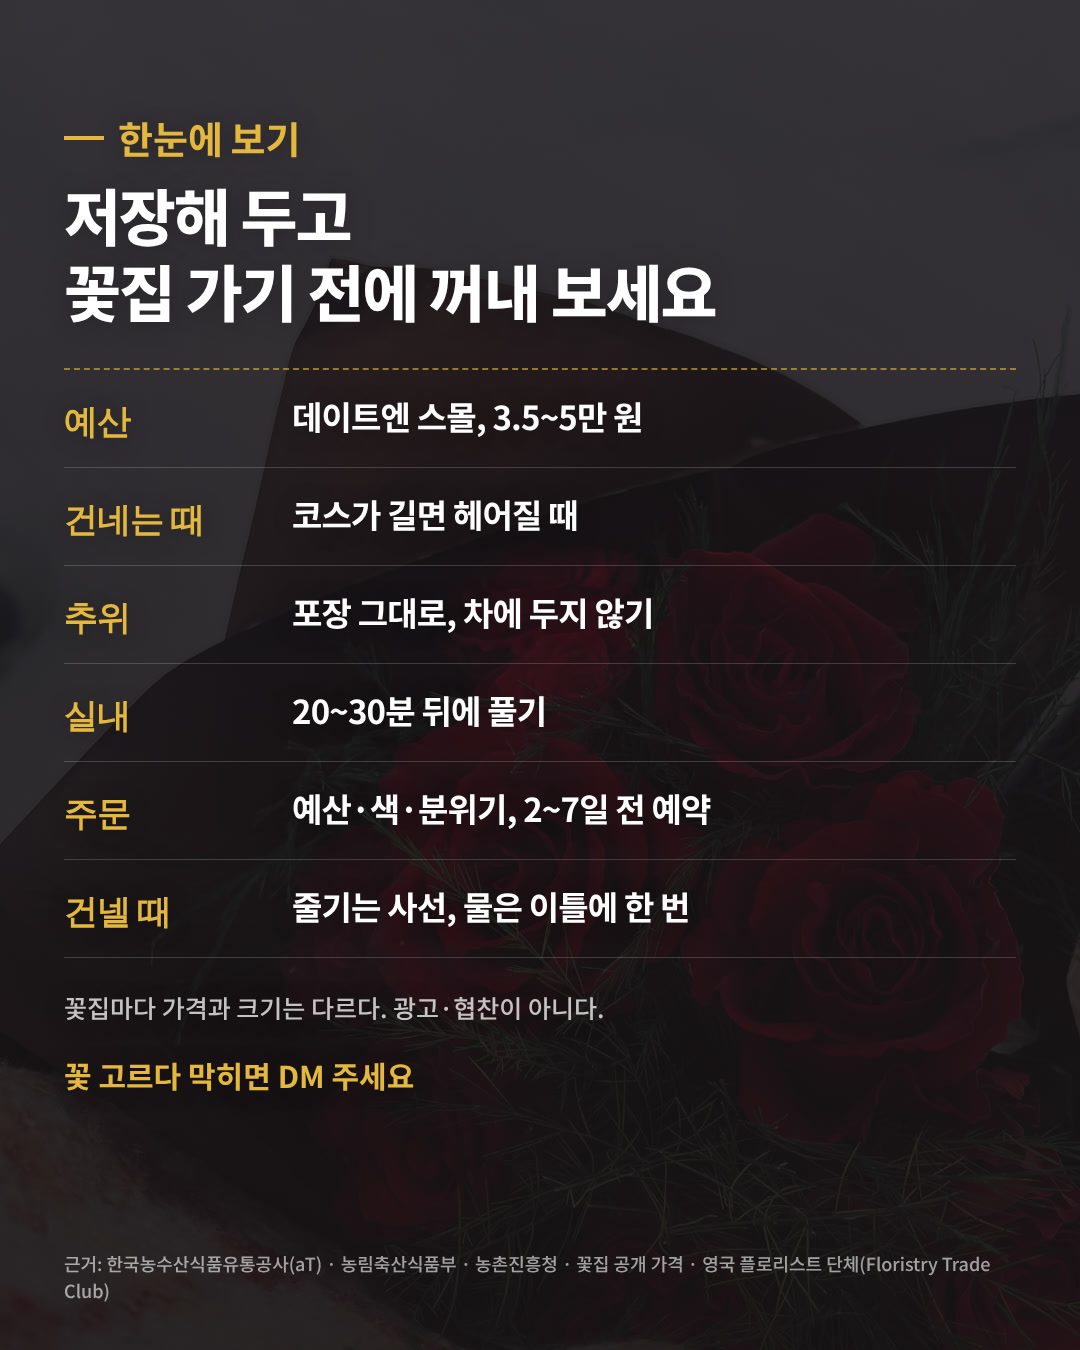 한눈에 보기
저장해 두고
꽃집 가기 전에 꺼내 보세요
예산 데이트엔 스몰, 3.5~5만 원
건네는 때 코스가 길면 헤어질 때
추위 포장 그대로, 차에 두지 않기
실내 20~30분 뒤에 풀기
주문 예산·색·분위기, 2~7일 전 예약
건넬 때 줄기는 사선, 물은 이틀에 한 번
꽃집마다 가격과 크기는 다르다. 광고·협찬이 아니다.
꽃 고르다 막히면 DM 주세요
근거: 한국농수산식품유통공사(aT) · 농림축산식품부 · 농촌진흥청 · 꽃집 공개 가격 · 영국 플로리스트 단체(Floristry Trade
Club)